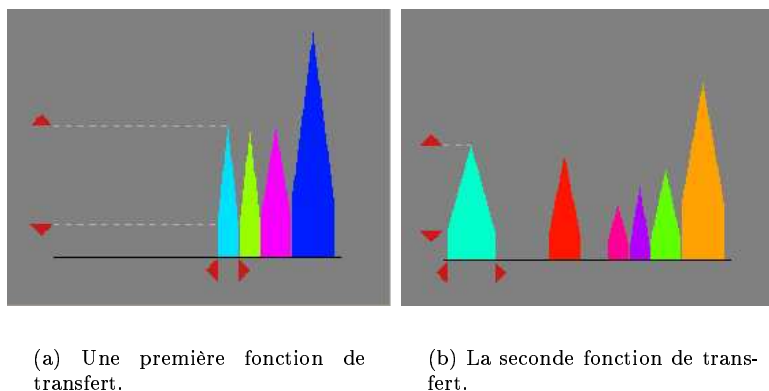 (a) Une première fonction de
transfert.
(b) La seconde fonction de trans-
fert.